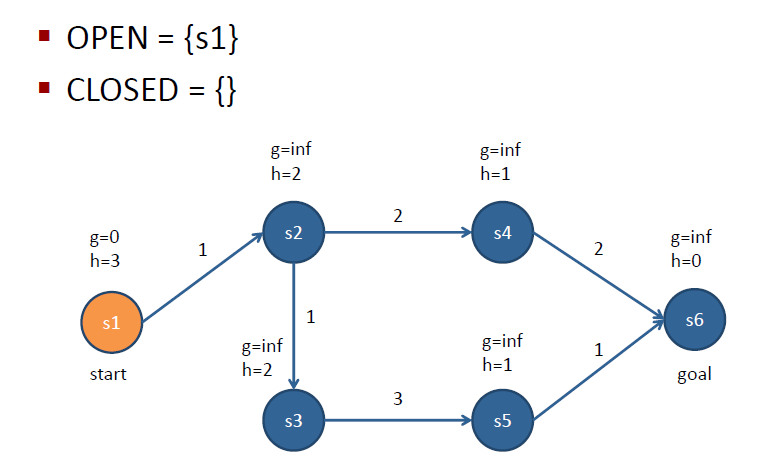 ▪ OPEN = {s1}
▪ CLOSED = {}
g=inf
h=2
g=inf
h=1
g=0
h=3
1
s2
2
s4
2
g=inf
h=0
s1
start
1
s6
goal
g=inf
h=2
g=inf
h=1
1
s3
3
s5